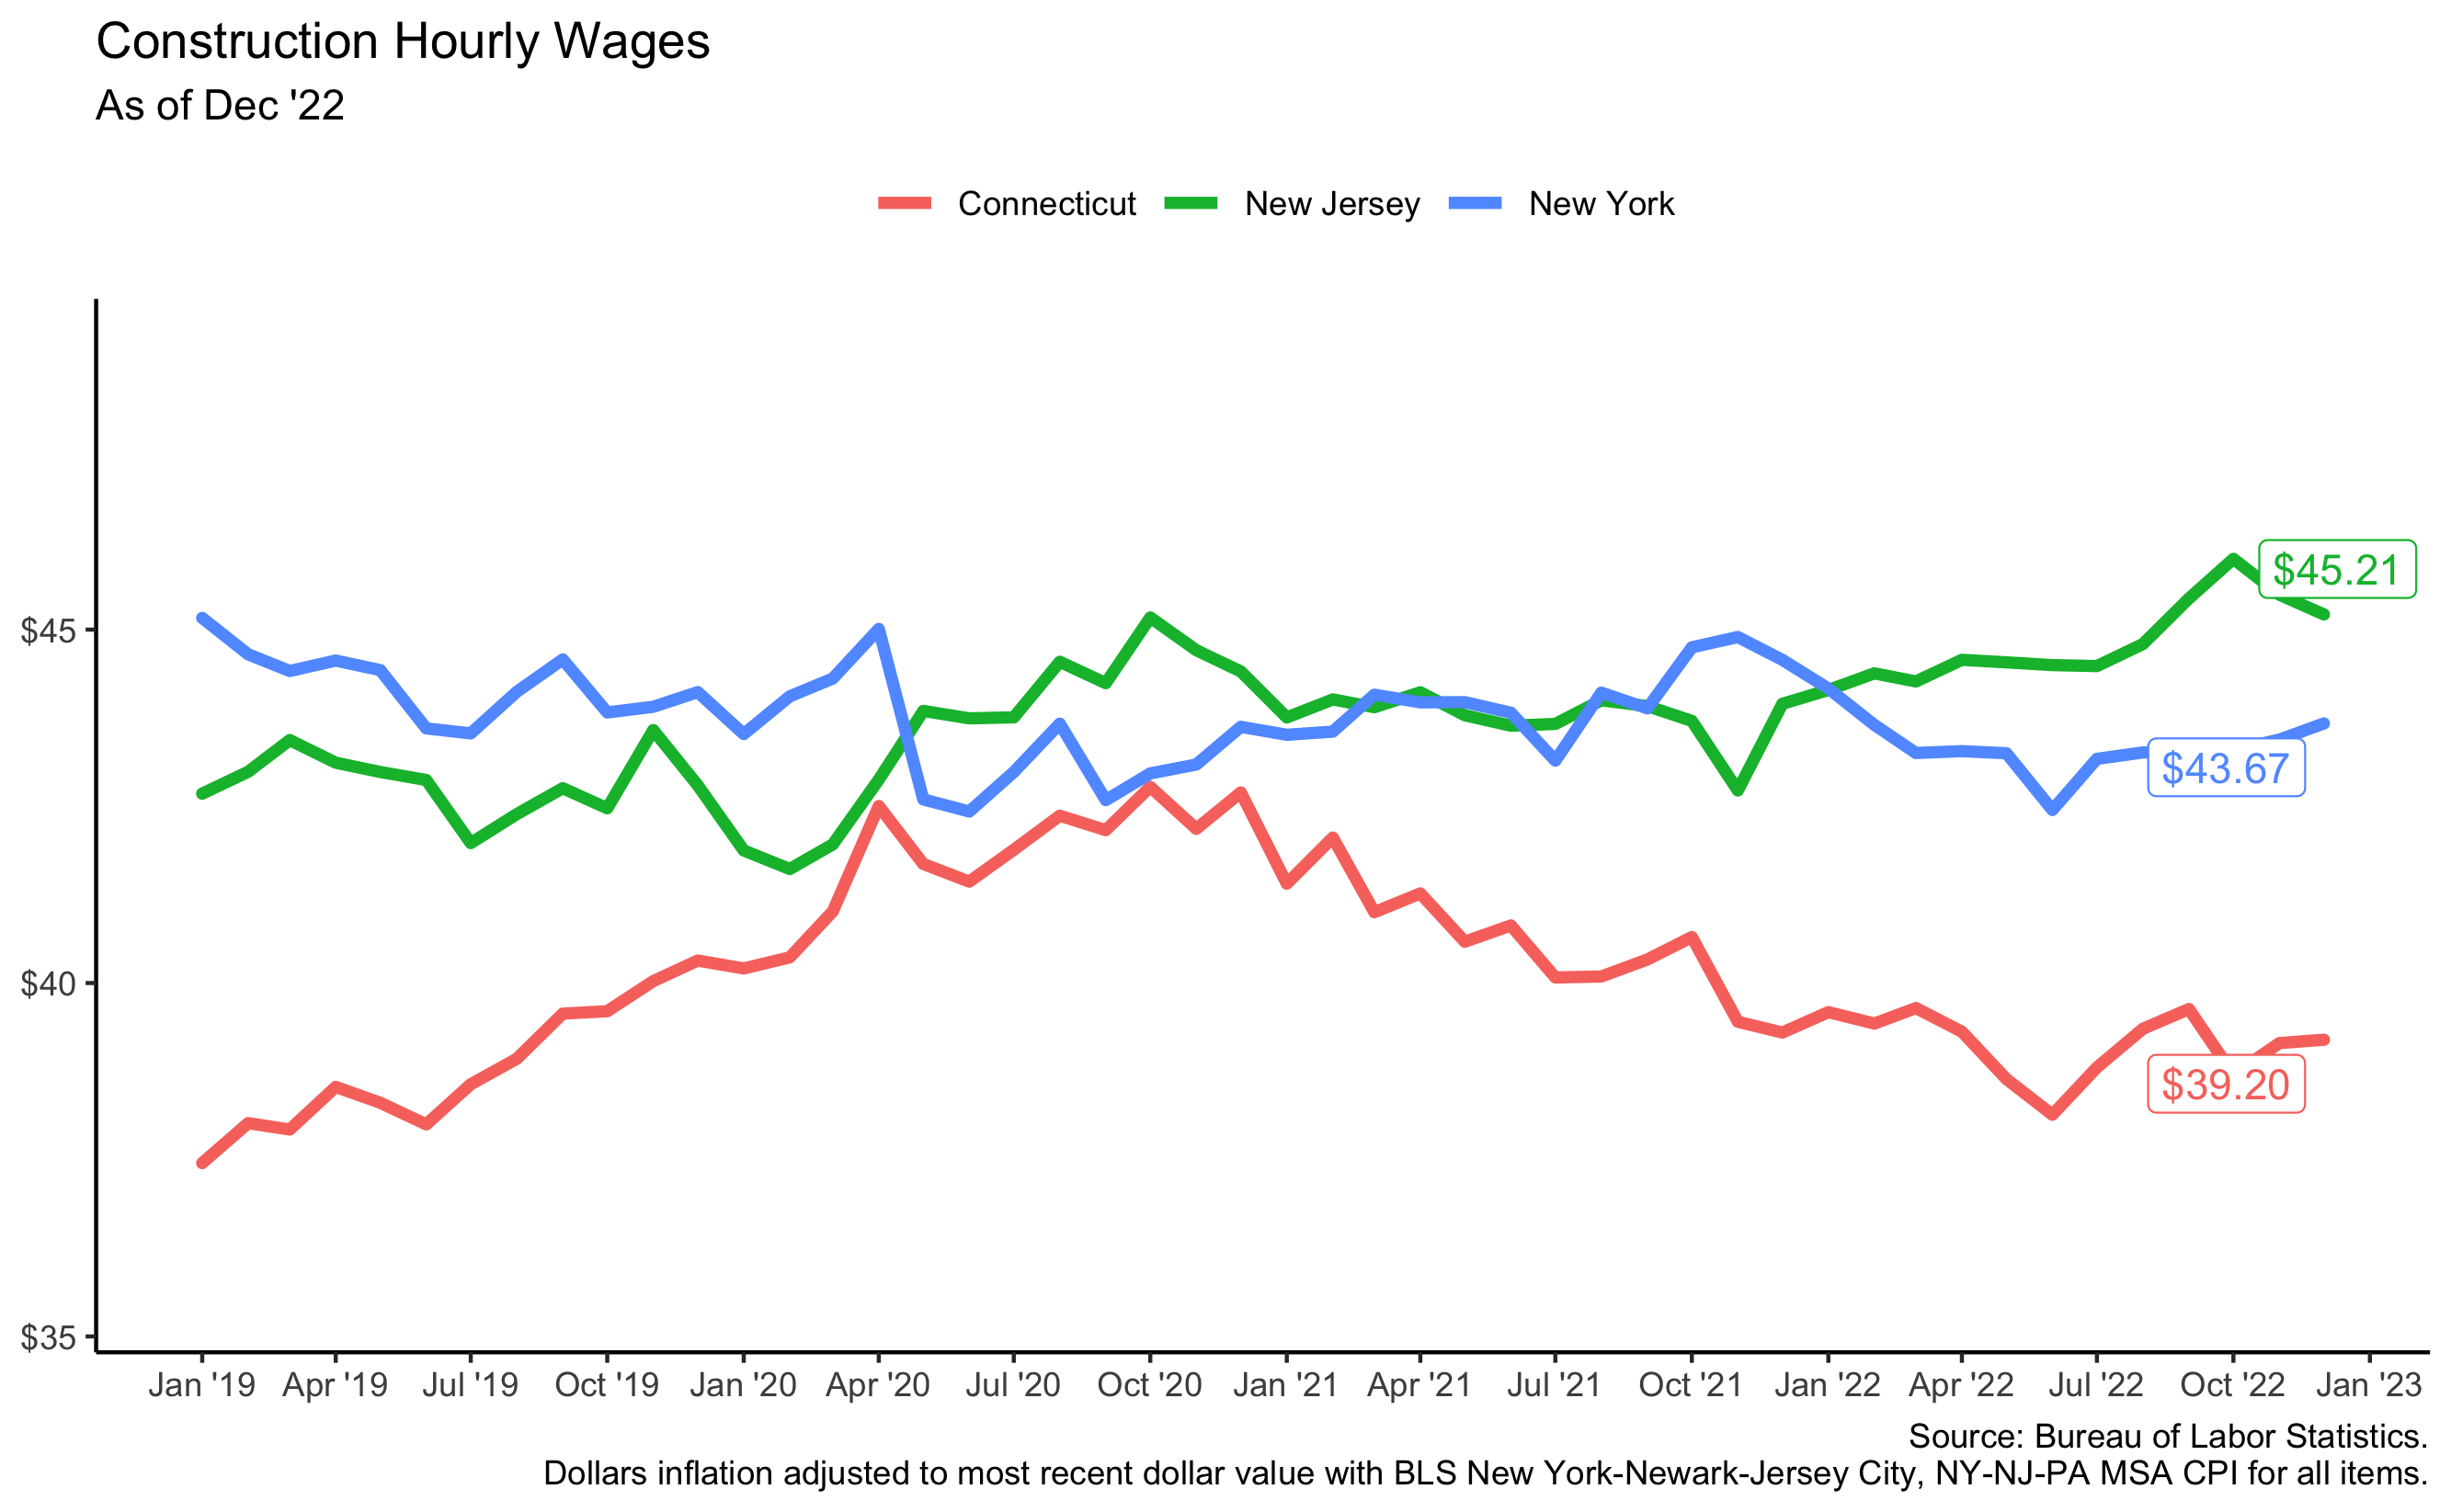 Construction Hourly Wages
As of Dec '22
Connecticut New Jersey New York
$45.21
$45
$43.67
$40
$39.20
$35
Jan '19 Apr '19 Jul '19 Oct '19 Jan '20 Apr '20 Jul '20 Oct '20 Jan '21 Apr '21 Jul '21 Oct '21 Jan '22 Apr '22 Jul '22 Oct '22 Jan '23
Source: Bureau of Labor Statistics.
Dollars inflation adjusted to most recent dollar value with BLS New York-Newark-Jersey City, NY-NJ-PA MSA CPI for all items.